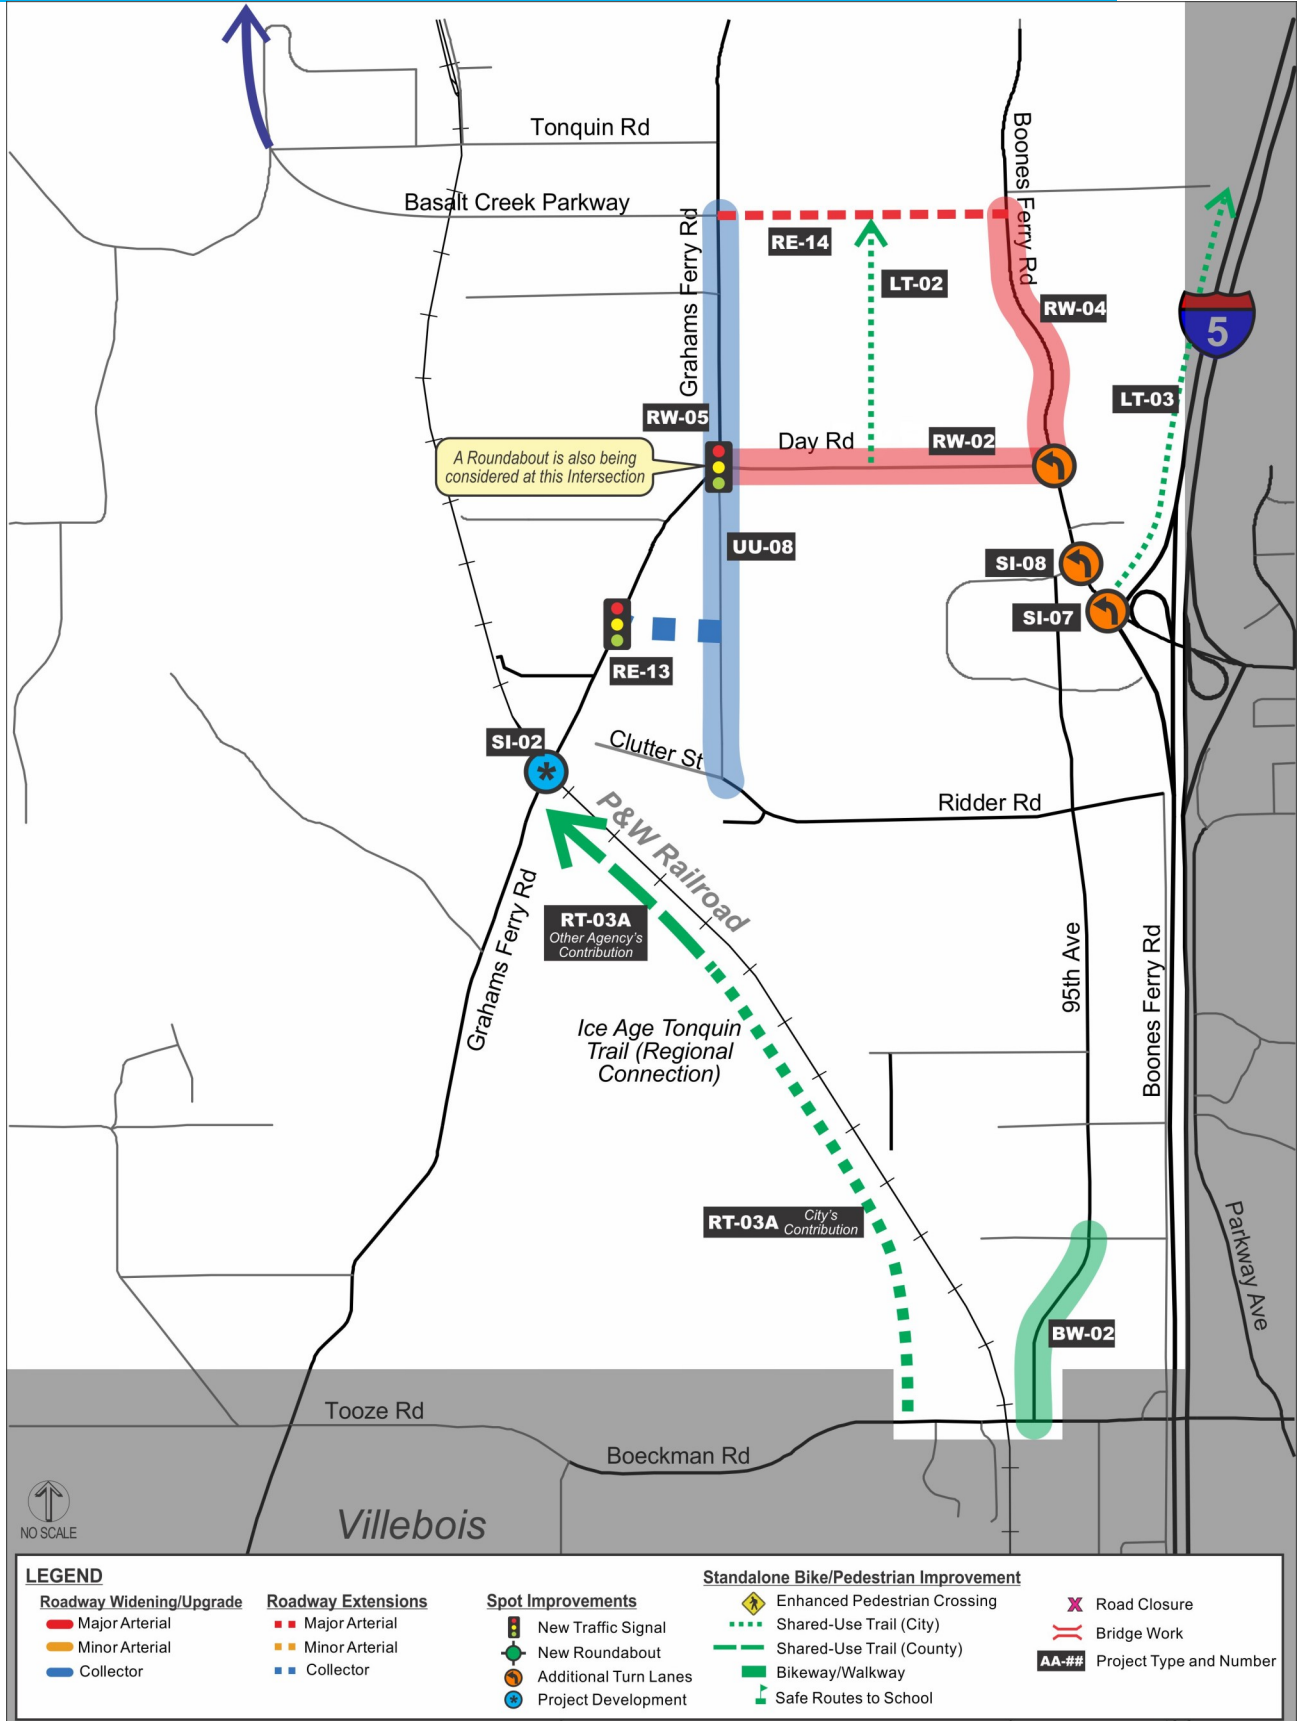 Tonquin Rd
Boones Ferry Rd
Basalt Creek Parkway
Grahams Ferry Rd
RE-14
LT-02
RW-04
5
LT-03
RW-05
Day Rd
RW-02
A Roundabout is also being
considered at this Intersection
UU-08
SI-08
SI-07
RE-13
SI-02
Clutter St
P&W Railroad
Ridder Rd
Grahams Ferry Rd
RT-03A
Other Agency's
Contribution
95th Ave
Boones Ferry Rd
Ice Age Tonquin
Trail (Regional
Connection)
RT-03A City's
Contribution
Parkway Ave
BW-02
Tooze Rd
Boeckman Rd
NO SCALE
Villebois
LEGEND
Roadway Widening/Upgrade
Major Arterial
Minor Arterial
Collector
Roadway Extensions
Major Arterial
Minor Arterial
Collector
Spot Improvements
New Traffic Signal
New Roundabout
Additional Turn Lanes
Project Development
Standalone Bike/Pedestrian Improvement
Enhanced Pedestrian Crossing
Shared-Use Trail (City)
Shared-Use Trail (County)
Bikeway/Walkway
Safe Routes to School
X Road Closure
Bridge Work
AA-## Project Type and Number